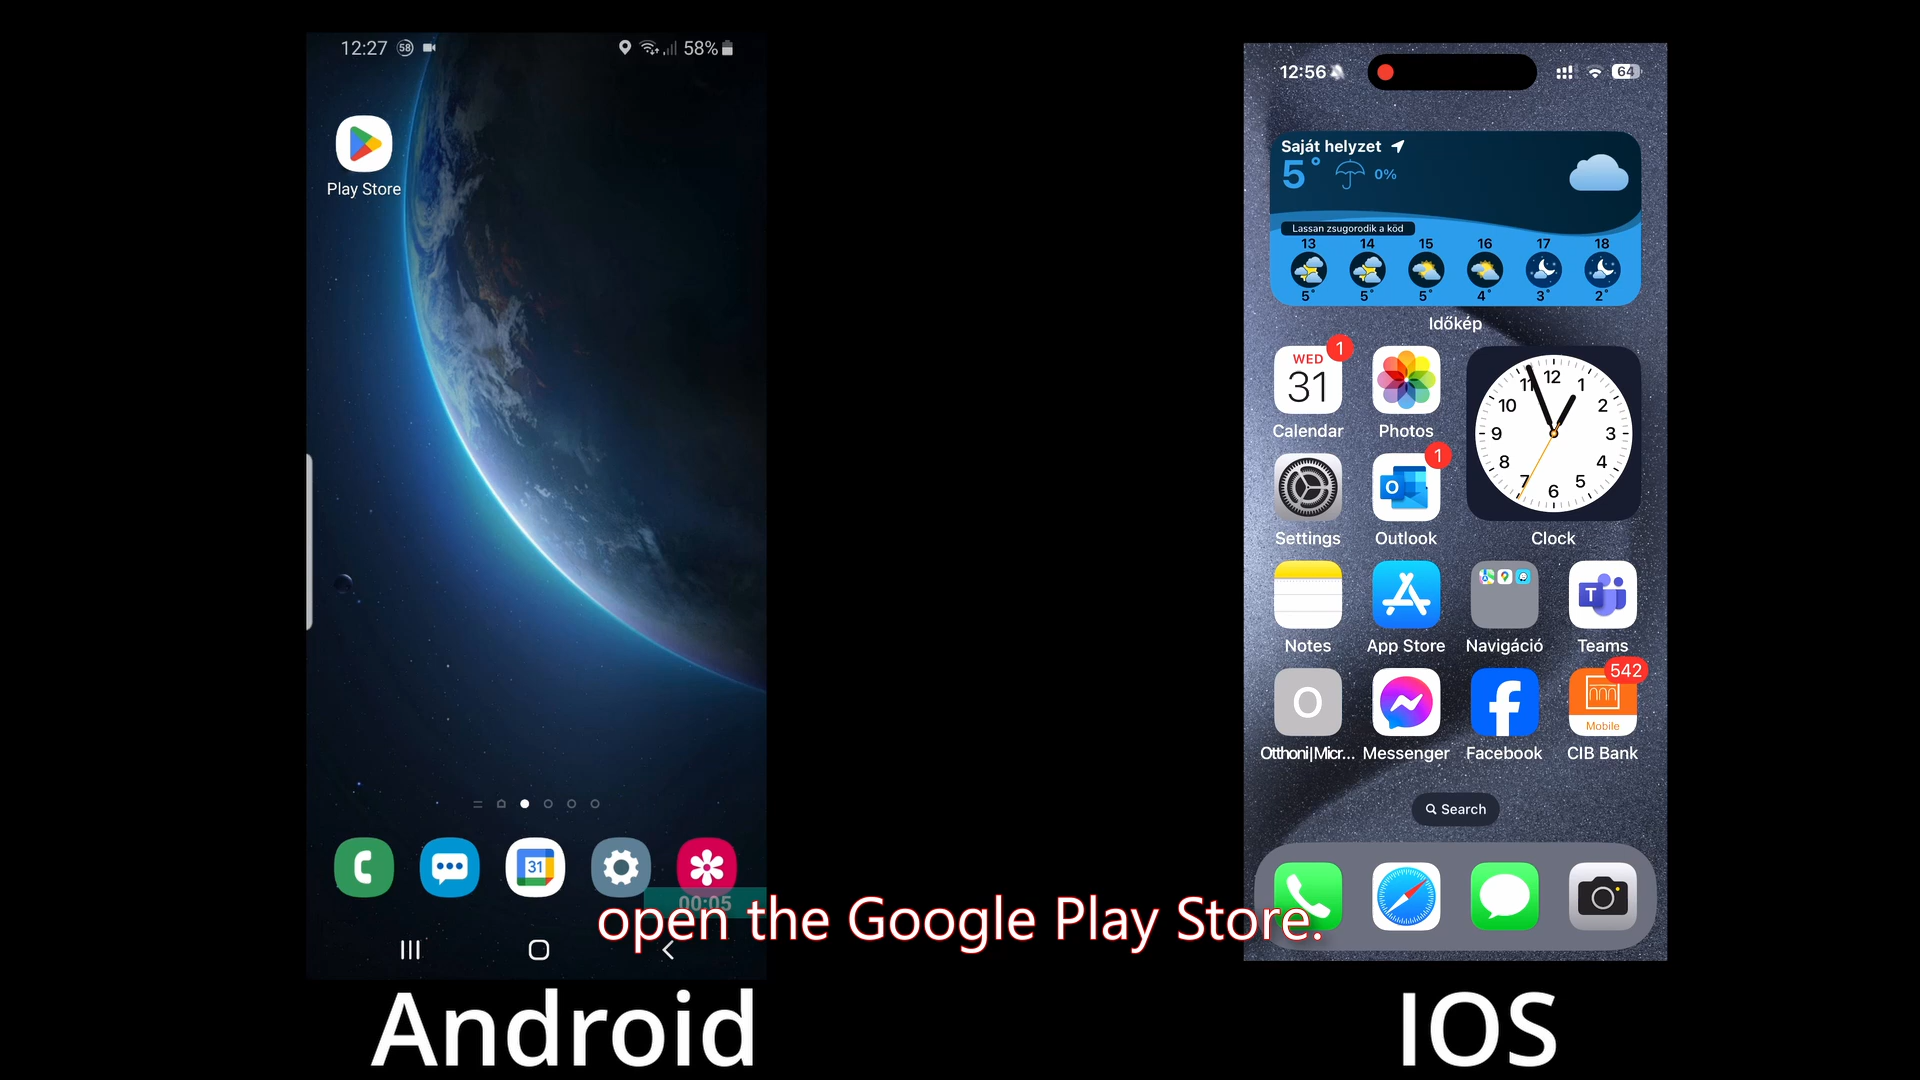 12:27 58 58%
Play Store
31
00:05
open the Google Play Store.
Android
12:56 64
Saját helyzet
5° 0%
Lassan zsugorodik a köd
13 14 15 16 17 18
5° 5° 5° 4° 3° 2°
Időkép
WED
31
1
Calendar
Photos
12 1 2 3 4 5 6 7 8 9 10 11
Clock
Settings
O
1
Outlook
Notes
App Store
Navigáció
T
Teams
O
Otthoni|Micr...
Messenger
Facebook
542
Mobile
CIB Bank
Search
IOS